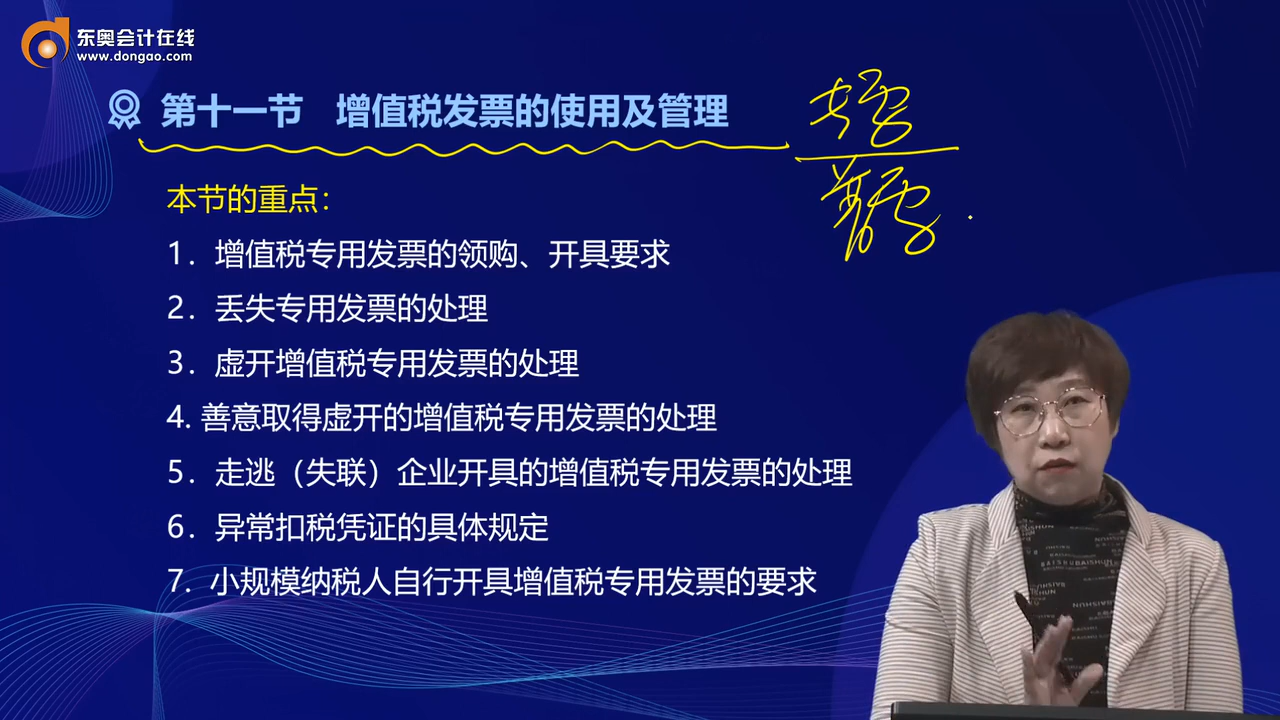 东奥会计在线
www.dongao.com
第十一节 增值税发票的使用及管理
本节的重点：
1．增值税专用发票的领购、开具要求
2．丢失专用发票的处理
3．虚开增值税专用发票的处理
4. 善意取得虚开的增值税专用发票的处理
5．走逃（失联）企业开具的增值税专用发票的处理
6．异常扣税凭证的具体规定
7. 小规模纳税人自行开具增值税专用发票的要求